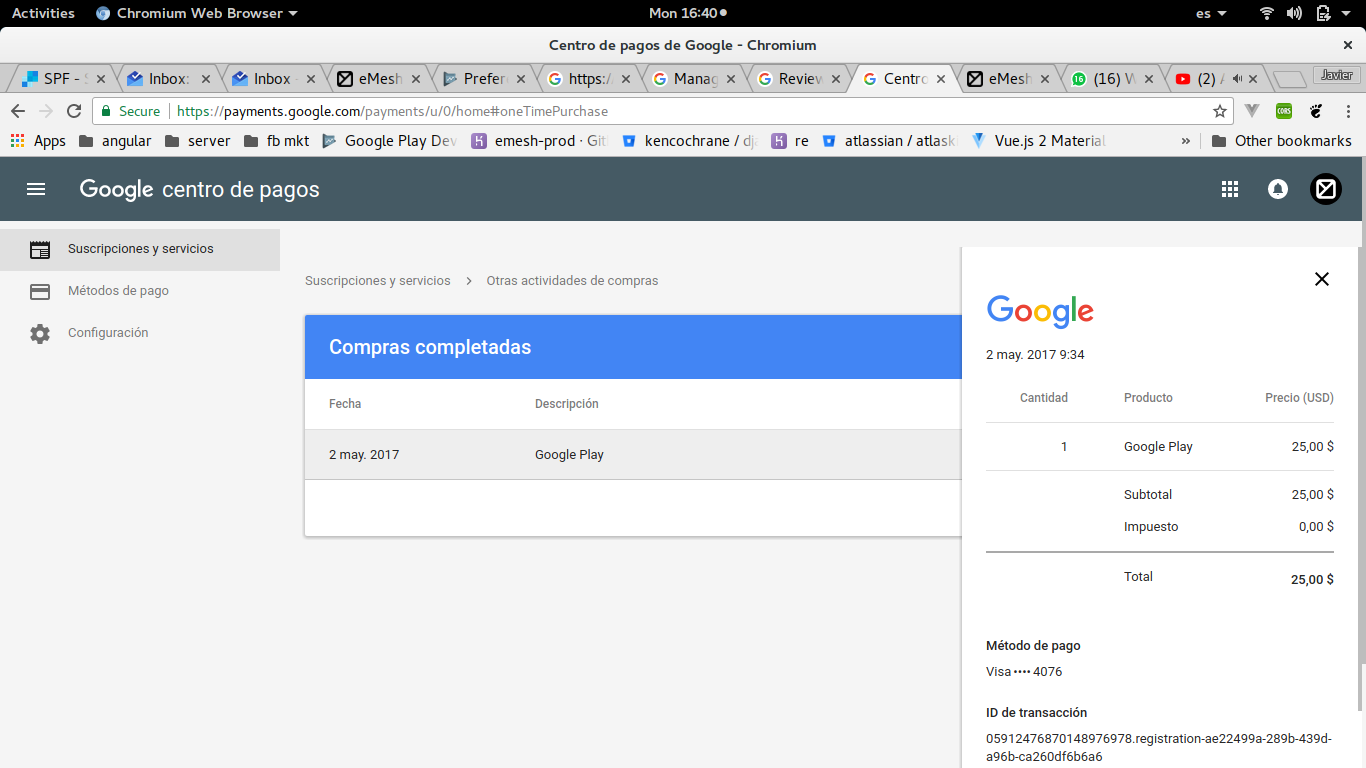 Activities Chromium Web Browser Mon 16:40 es
Centro de pagos de Google - Chromium
SPF - Inbox: Inbox eMesh Prefer https:/ Manag Review Centro eMesh (16) W (2) A Javier
Secure https://payments.google.com/payments/u/0/home#oneTimePurchase
Apps angular server fb mkt Google Play Dev emesh-prod · Git kencochrane / dja re atlassian / atlask Vue.js 2 Material » Other bookmarks
Google centro de pagos
Suscripciones y servicios
Métodos de pago
Configuración
Suscripciones y servicios > Otras actividades de compras
Compras completadas
Fecha Descripción
2 may. 2017 Google Play
Google
2 may. 2017 9:34
Cantidad Producto Precio (USD)
1 Google Play 25,00 $
Subtotal 25,00 $
Impuesto 0,00 $
Total 25,00 $
Método de pago
Visa •••• 4076
ID de transacción
05912476870148976978.registration-ae22499a-289b-439d-
a96b-ca260df6b6a6